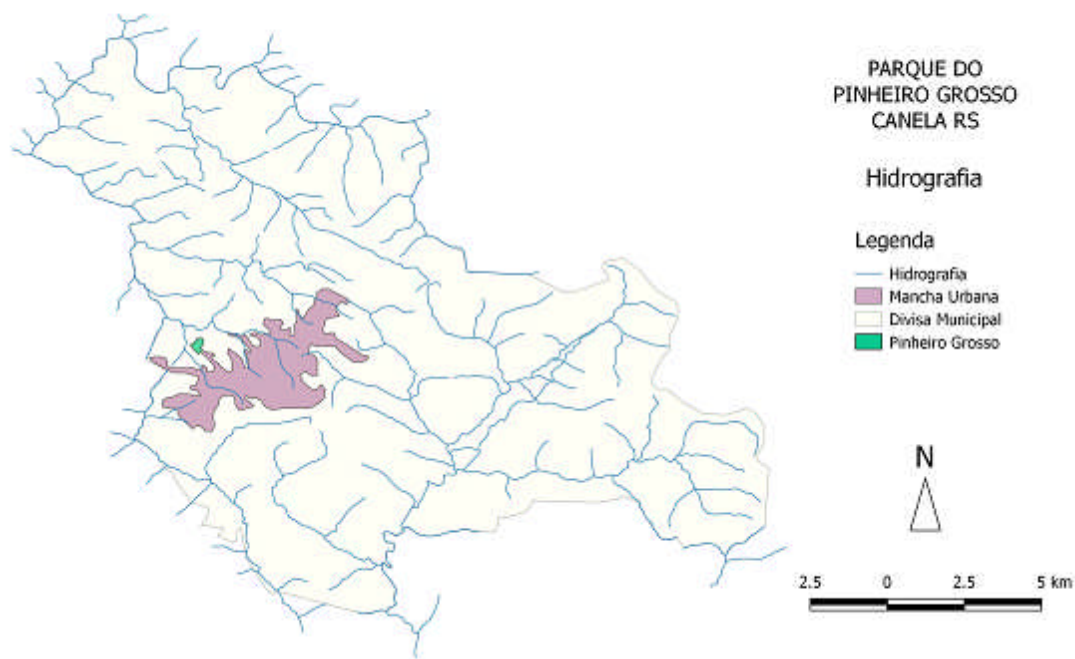 PARQUE DO
PINHEIRO GROSSO
CANELA RS
Hidrografia
Legenda
Hidrografia
Mancha Urbana
Divisa Municipal
Pinheiro Grosso
N
2.5 0 2.5 5 km